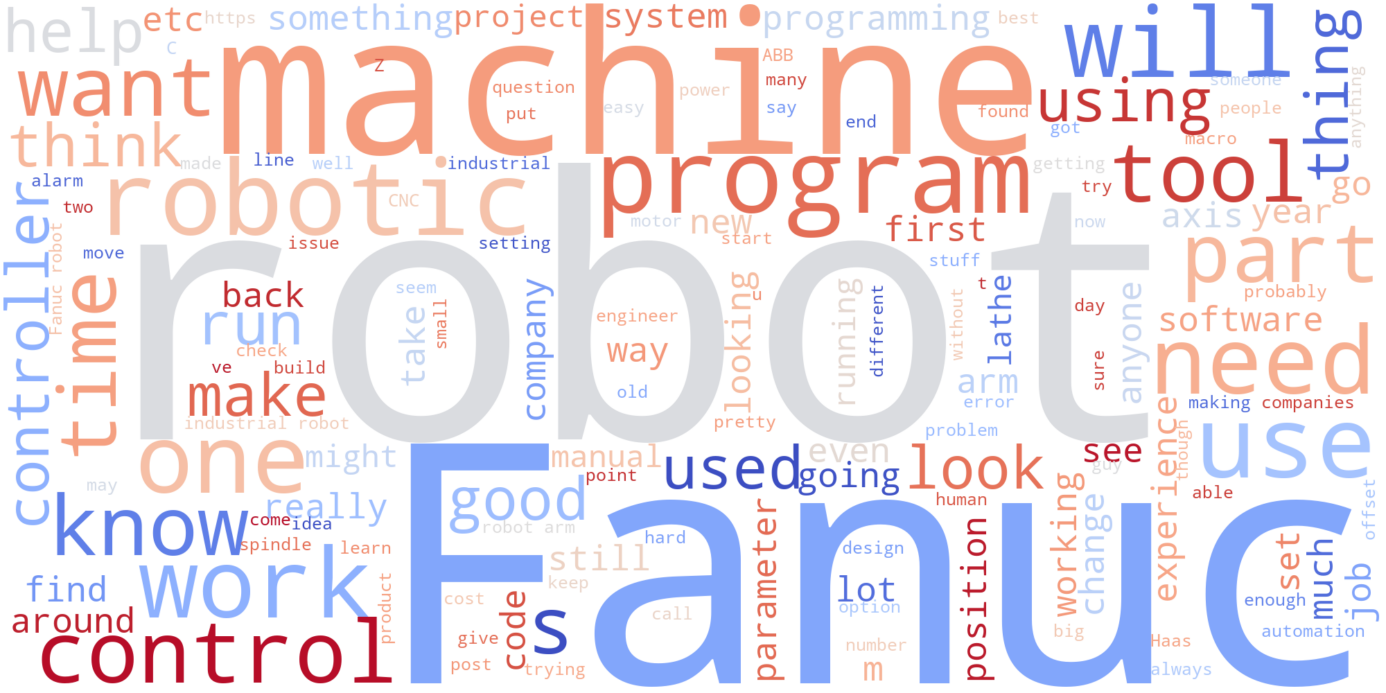 help
etc
https
C
something
project
system
programming
best
will
thing
want
machine
Z
question
put
easy
power
ABB
many
say
end
found
using
got
someone
people
macro
anything
think
made
line
well
industrial
program
getting
try
tool
go
alarm
two
robotic
CNC
motor
new
start
first
now
axis
year
controller
Fanuc robot
move
issue
setting
stuff
part
probably
time
back
run
check
ve
build
seem
take
small
company
engineer
way
old
looking
u
pretty
running
different
without
t
lathe
day
sure
anyone
software
need
robot
make
industrial robot
arm
error
problem
making
companies
one
might
manual
point
used
going
even
look
see
guy
experience
though
use
may
really
good
robot arm
human
able
know
come
idea
spindle
learn
still
keep
hard
parameter
design
position
working
change
offset
find
work
product
cost
call
lot
option
set
enough
much
job
around
control
give
code
s
post
trying
number
m
big
Haas
automation
always
Fanuc